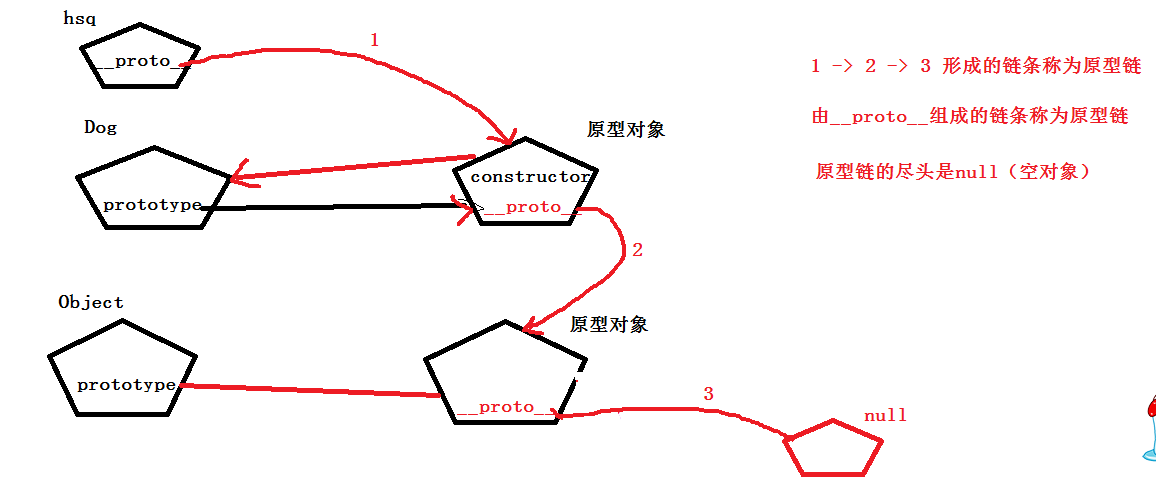 hsq
__proto__
1
1 -> 2 -> 3 形成的链条称为原型链
由__proto__组成的链条称为原型链
原型链的尽头是null（空对象）
Dog
原型对象
prototype
constructor
__proto__
2
Object
原型对象
prototype
__proto__
3
null